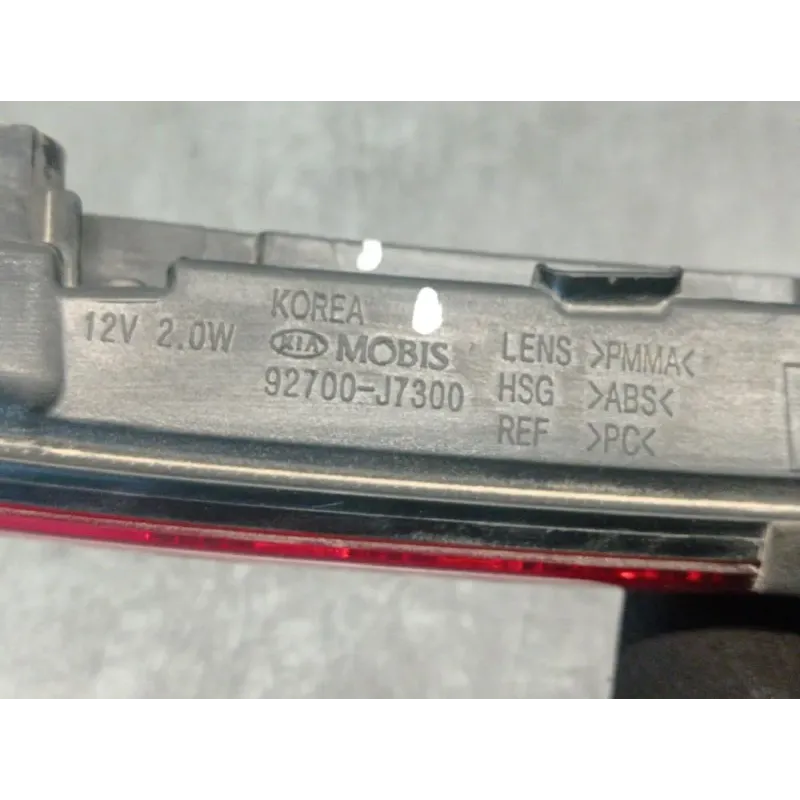 12V 2.0W
KOREA
KIA MOBIS
92700-J7300
LENS >PMMA<
HSG >ABS<
REF >PC<